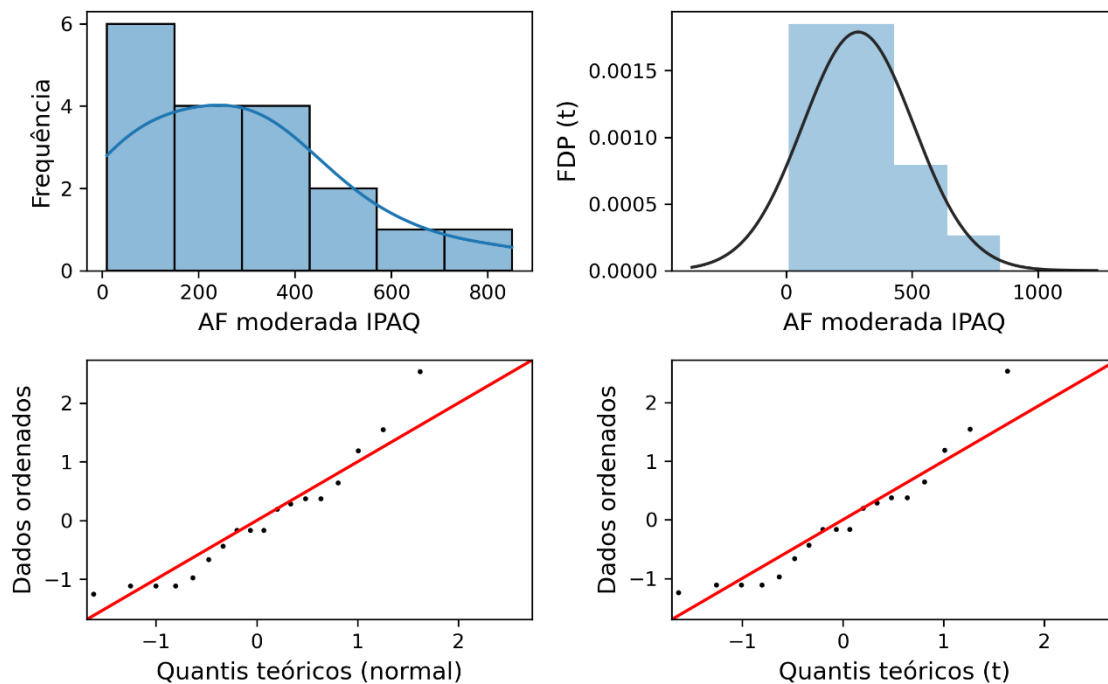 Frequência
6
4
2
0
0 200 400 600 800
AF moderada IPAQ
FDP (t)
0.0015
0.0010
0.0005
0.0000
0 500 1000
AF moderada IPAQ
Dados ordenados
2
1
0
−1
−1 0 1 2
Quantis teóricos (normal)
Dados ordenados
2
1
0
−1
−1 0 1 2
Quantis teóricos (t)